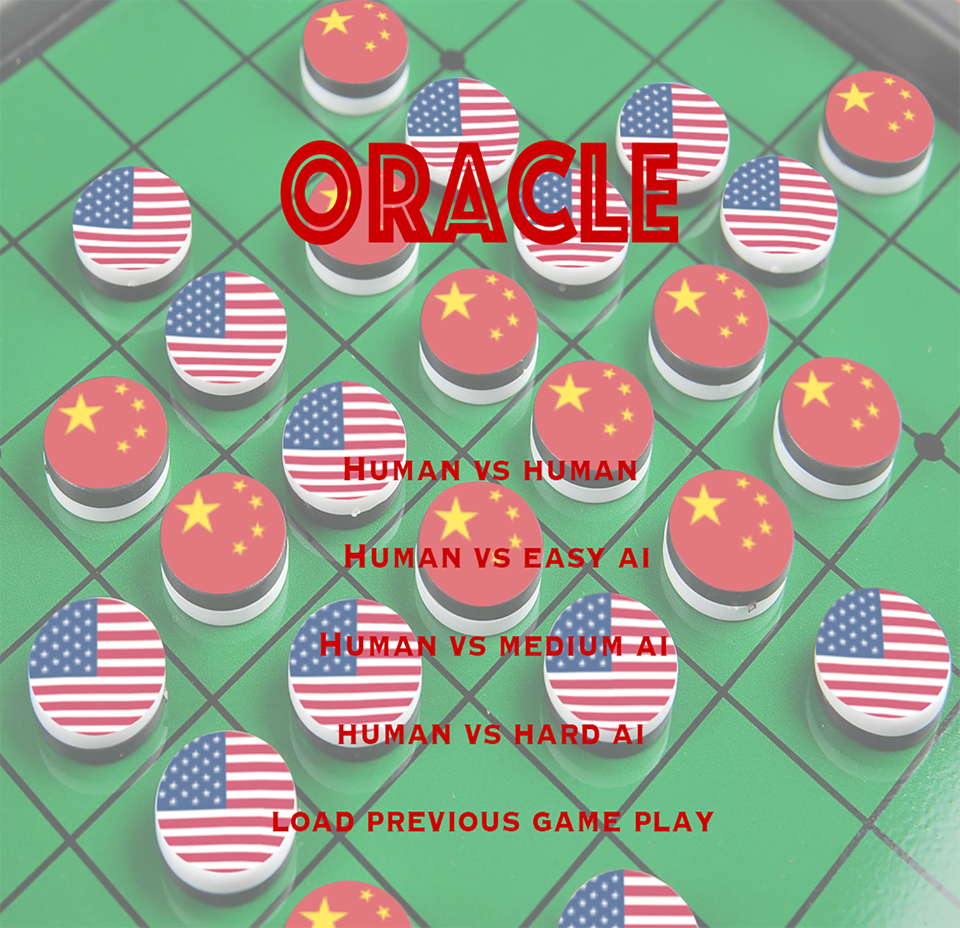 ORACLE
Human vs human
Human vs easy ai
Human vs medium ai
human vs hard ai
load previous game play